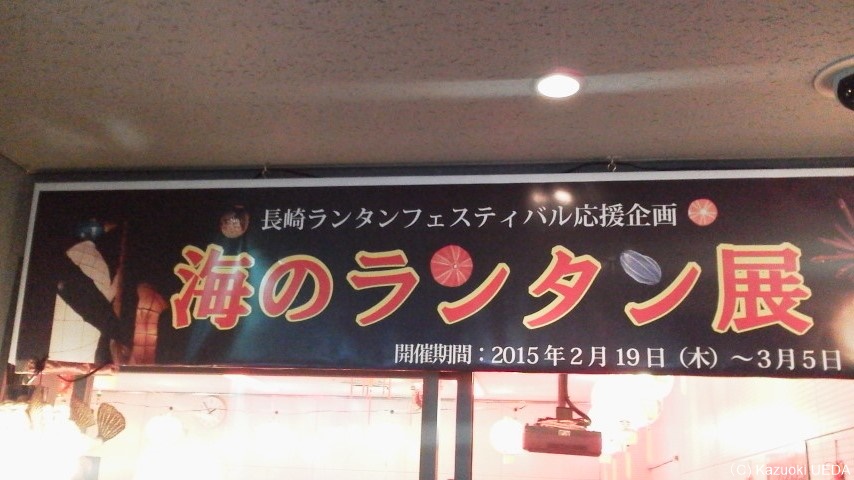 長崎ランタンフェスティバル応援企画
海のランタン展
開催期間：2015年2月19日（木）～3月5日
(C) Kazuoki UEDA